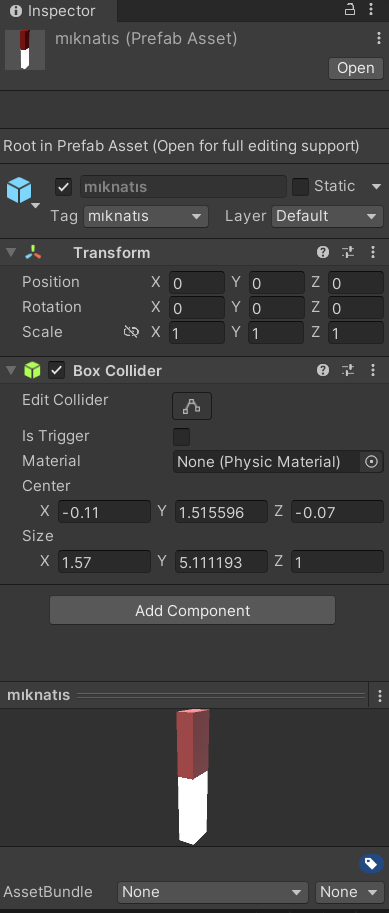 Inspector
mıknatıs (Prefab Asset)
Open
Root in Prefab Asset (Open for full editing support)
mıknatıs
Static
Tag mıknatıs Layer Default
Transform
Position X 0 Y 0 Z 0
Rotation X 0 Y 0 Z 0
Scale X 1 Y 1 Z 1
Box Collider
Edit Collider
Is Trigger
Material None (Physic Material)
Center
X -0.11 Y 1.515596 Z -0.07
Size
X 1.57 Y 5.111193 Z 1
Add Component
mıknatıs
AssetBundle None None